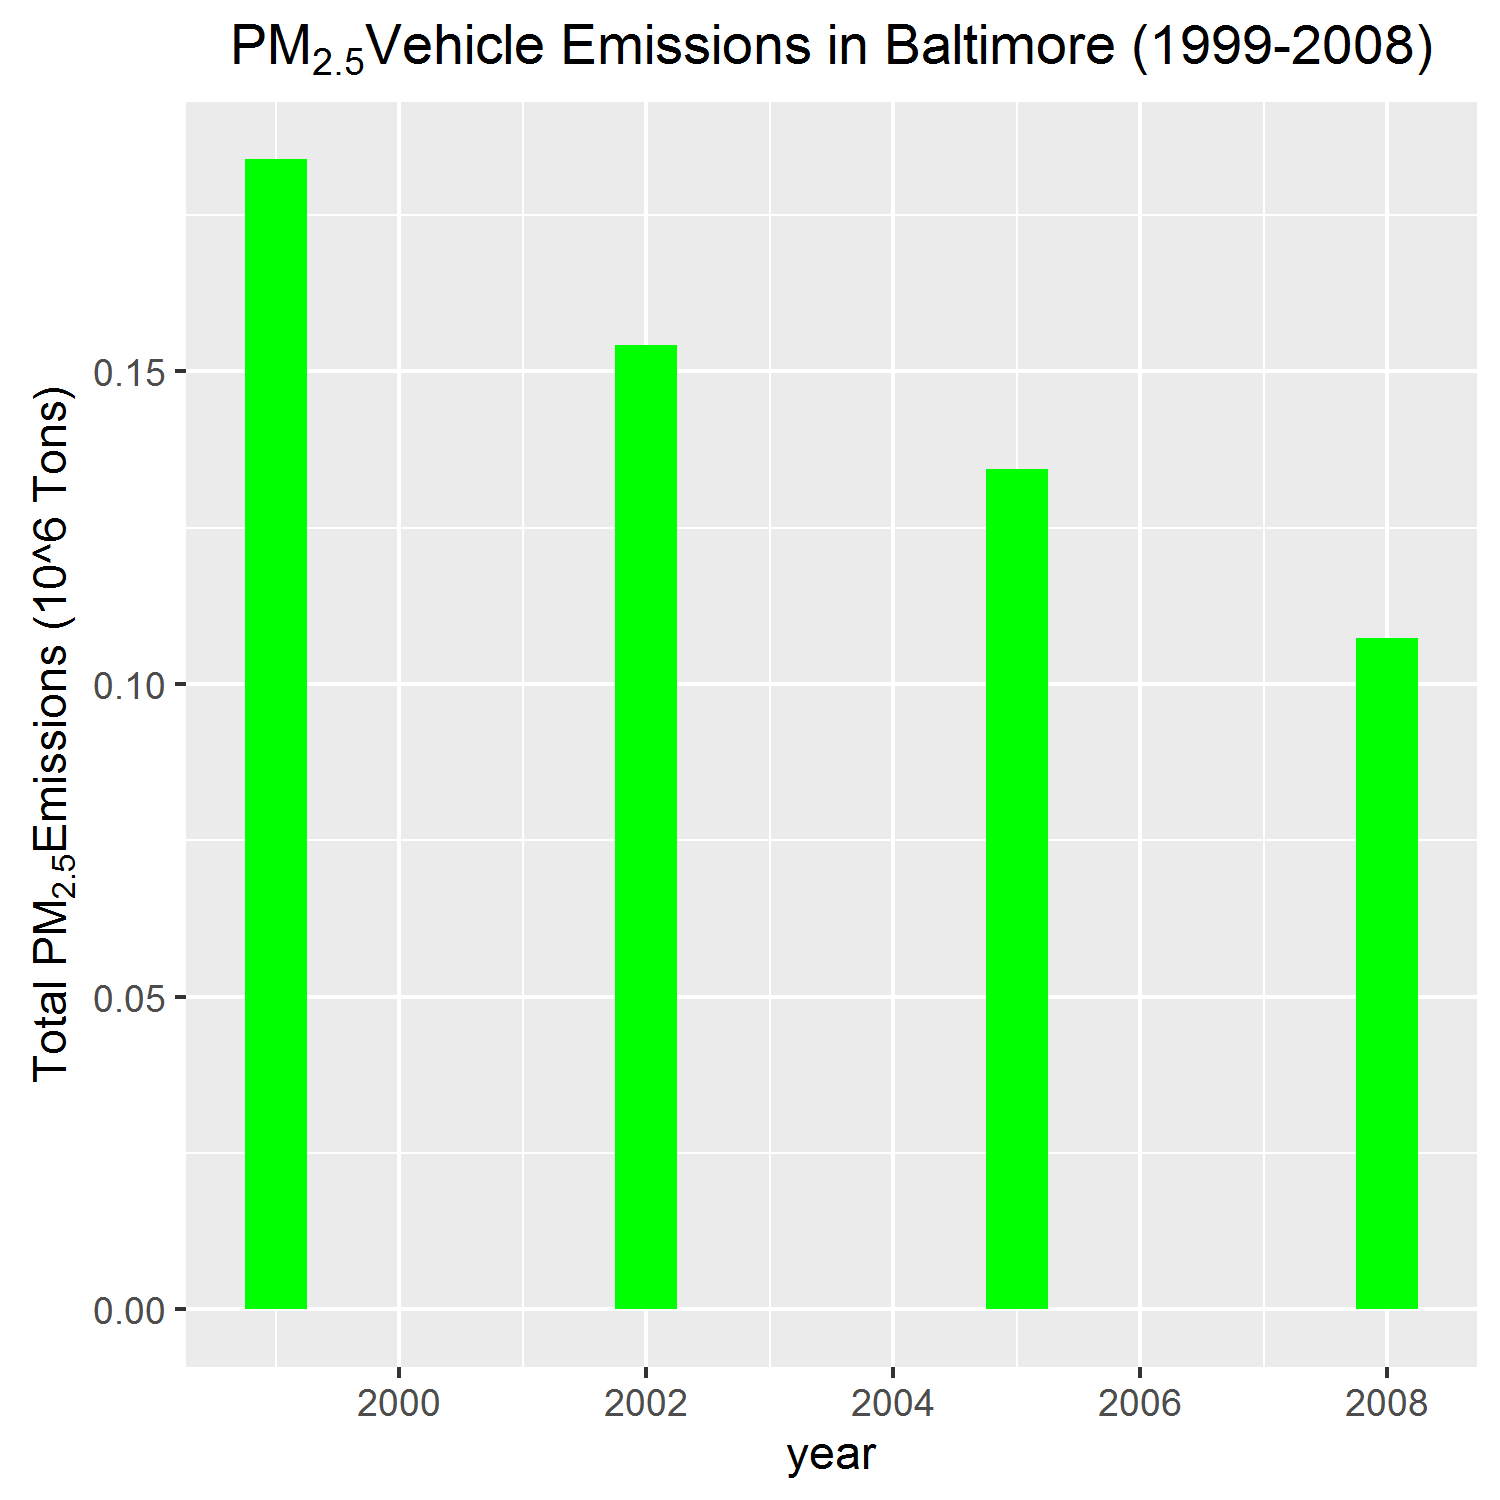 PM2.5Vehicle Emissions in Baltimore (1999-2008)
Total PM2.5Emissions (10^6 Tons)
0.15
0.10
0.05
0.00
2000 2002 2004 2006 2008
year